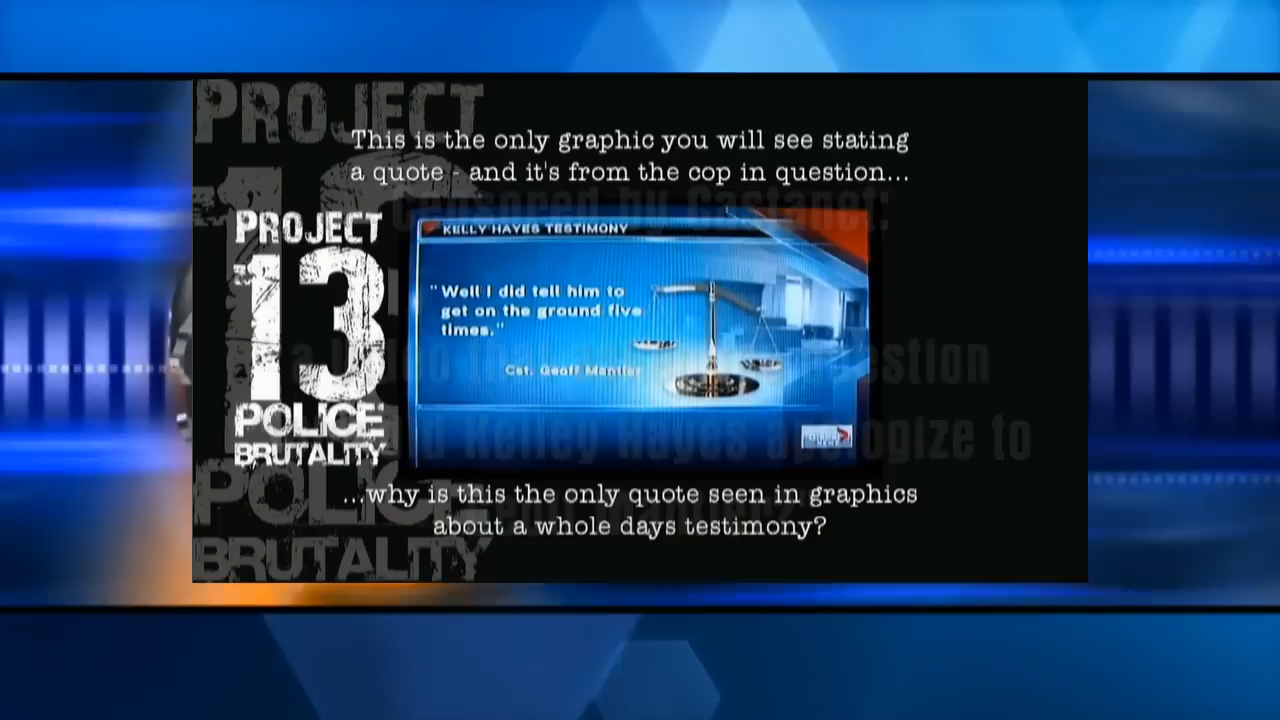 PROJECT
This is the only graphic you will see stating
a quote - and it's from the cop in question...
Censored by Castanet:
PROJECT
13
POLICE
BRUTALITY
KELLY HAYES TESTIMONY
"Well I did tell him to
get on the ground five
times."
Cst. Geoff Mantler
Kelley Hayes apologize to
...why is this the only quote seen in graphics
about a whole days testimony?
POLICE
BRUTALITY